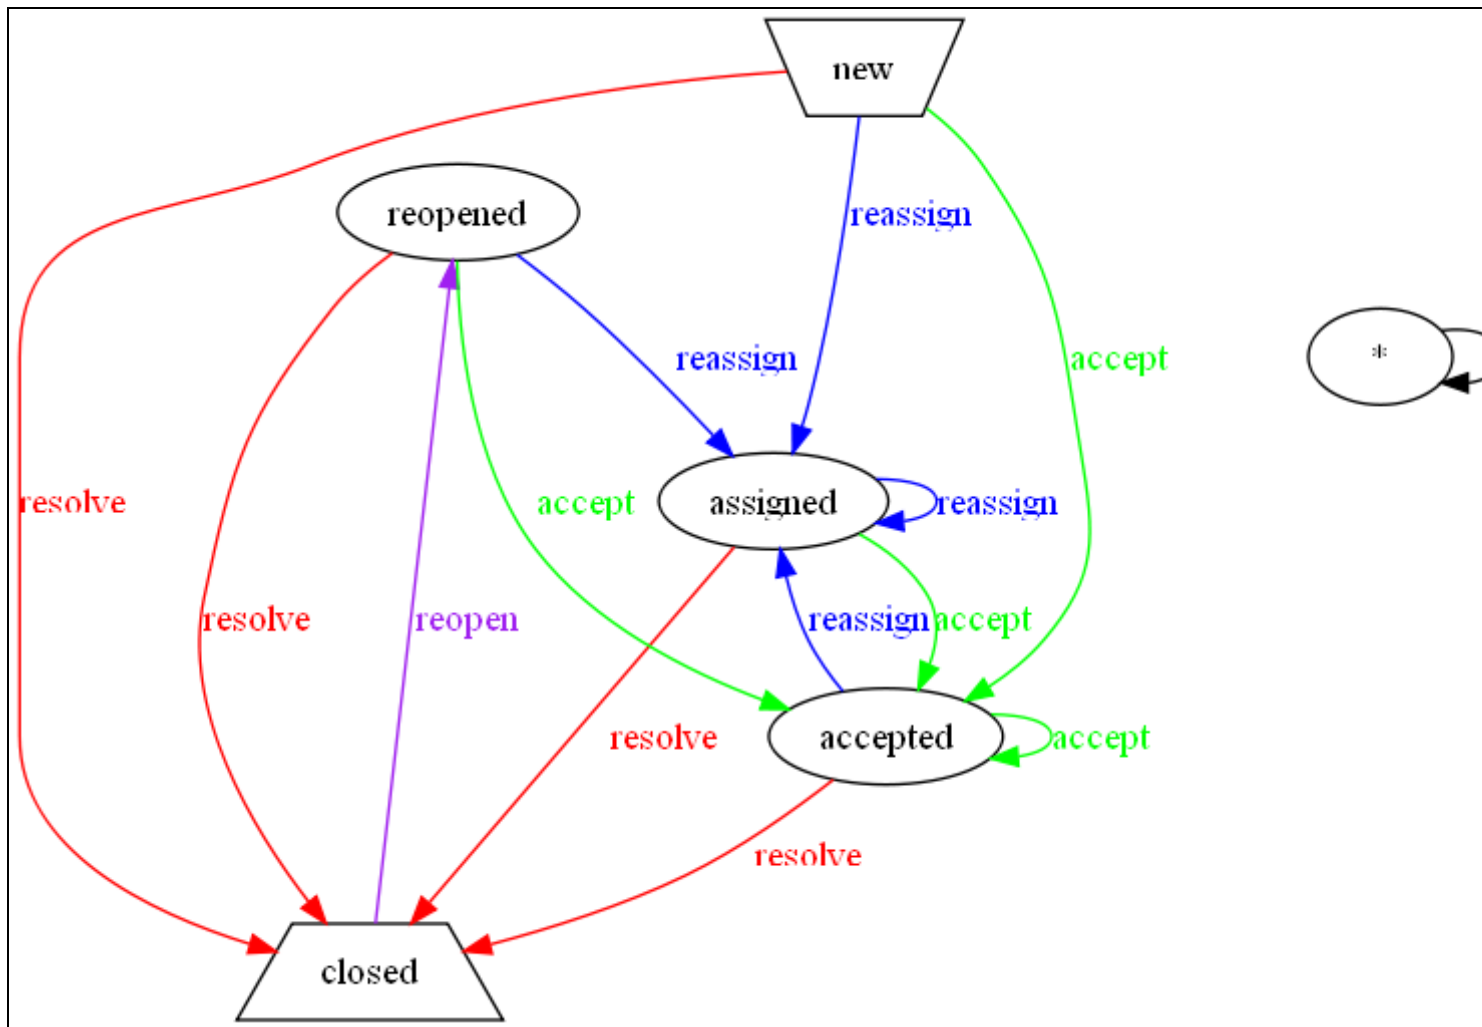 new
reopened
reassign
reassign
accept
*
resolve
accept
assigned
reassign
resolve
reopen
reassign
accept
resolve
accepted
accept
resolve
closed